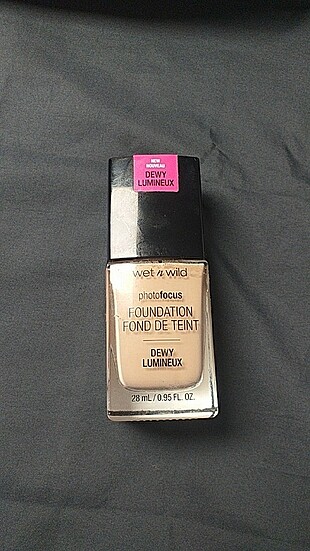 NEW
NOUVEAU
DEWY
LUMINEUX
wet n wild
photofocus
FOUNDATION
FOND DE TEINT
DEWY
LUMINEUX
28 mL / 0.95 FL. OZ.